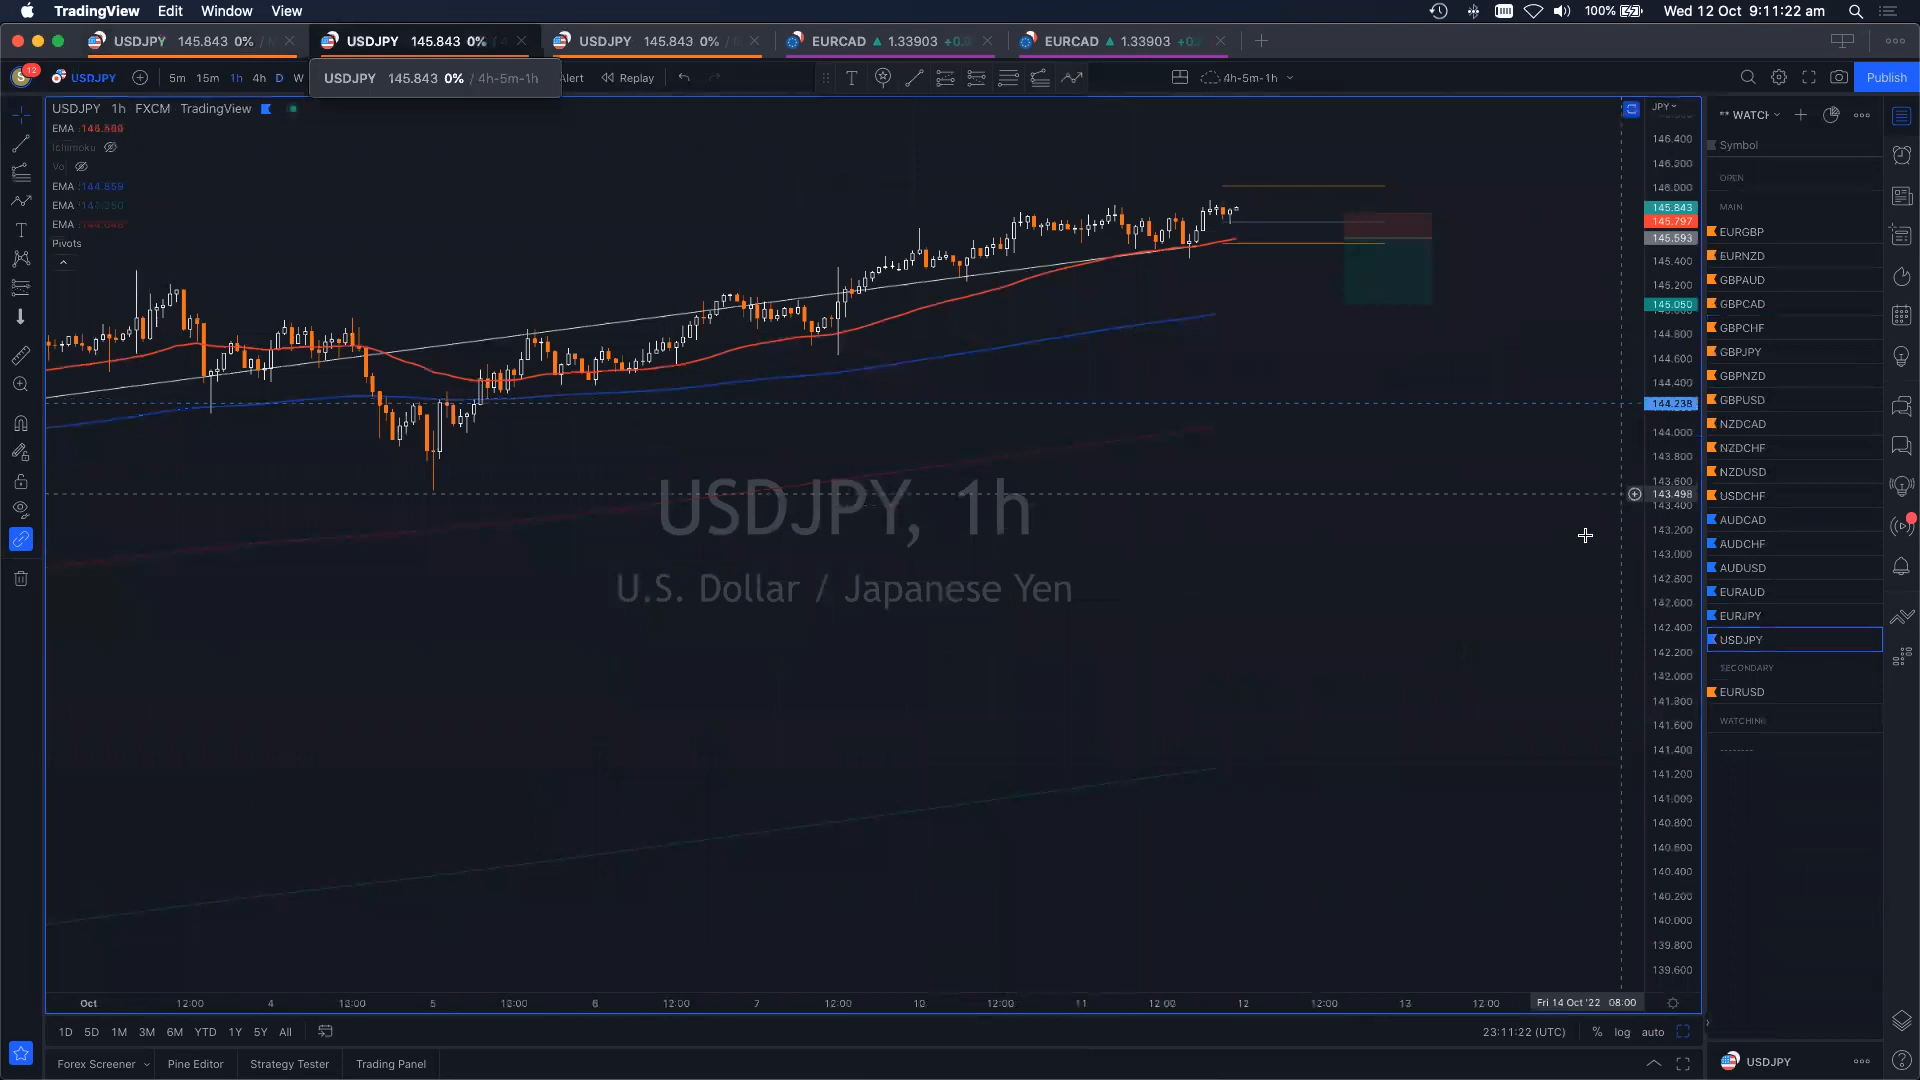 TradingView Edit Window View 100% Wed 12 Oct 9:11:22 am
USDJPY 145.843 0% USDJPY 145.843 0% USDJPY 145.843 0% EURCAD ▲ 1.33903 EURCAD ▲ 1.33903
12 USDJPY 5m 15m 1h 4h D W USDJPY 145.843 0% / 4h-5m-1h Alert Replay 4h-5m-1h Publish
USDJPY 1h FXCM TradingView JPY
EMA
Ichimoku
Vol
EMA 144.859
EMA
EMA
Pivots
146.400
146.200
146.000
145.843
145.797
145.593
145.400
145.200
145.050
144.800
144.600
144.400
144.238
144.000
143.800
143.600
143.498
143.400
143.200
143.000
142.800
142.600
142.400
142.200
142.000
141.800
141.600
141.400
141.200
141.000
140.800
140.600
140.400
140.200
140.000
139.800
139.600
USDJPY, 1h
U.S. Dollar / Japanese Yen
Oct 12:00 4 12:00 5 12:00 6 12:00 7 12:00 10 12:00 11 12:00 12 12:00 13 12:00 Fri 14 Oct '22 08:00
1D 5D 1M 3M 6M YTD 1Y 5Y All 23:11:22 (UTC) % log auto
Forex Screener Pine Editor Strategy Tester Trading Panel
** WATCH
Symbol
OPEN
MAIN
EURGBP
EURNZD
GBPAUD
GBPCAD
GBPCHF
GBPJPY
GBPNZD
GBPUSD
NZDCAD
NZDCHF
NZDUSD
USDCHF
AUDCAD
AUDCHF
AUDUSD
EURAUD
EURJPY
USDJPY
SECONDARY
EURUSD
WATCHING
--------
USDJPY